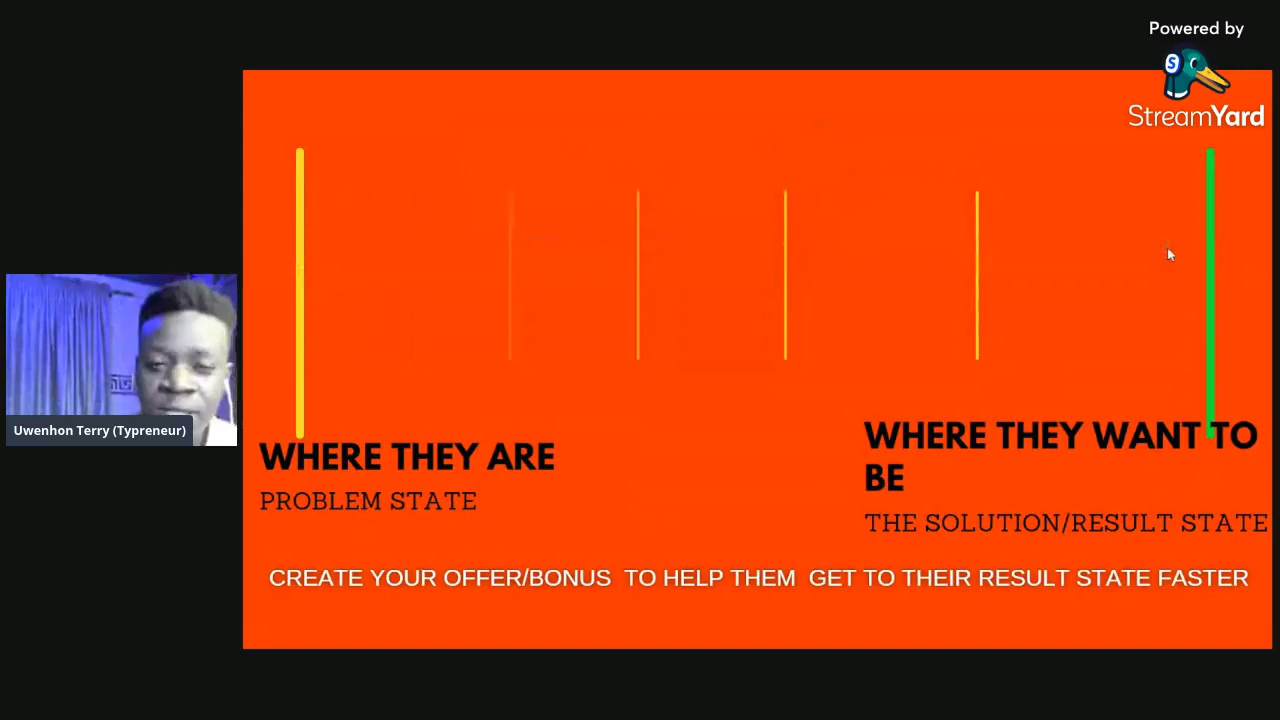 Powered by
S
StreamYard
Uwenhon Terry (Typreneur)
WHERE THEY ARE
PROBLEM STATE
WHERE THEY WANT TO
BE
THE SOLUTION/RESULT STATE
CREATE YOUR OFFER/BONUS TO HELP THEM GET TO THEIR RESULT STATE FASTER